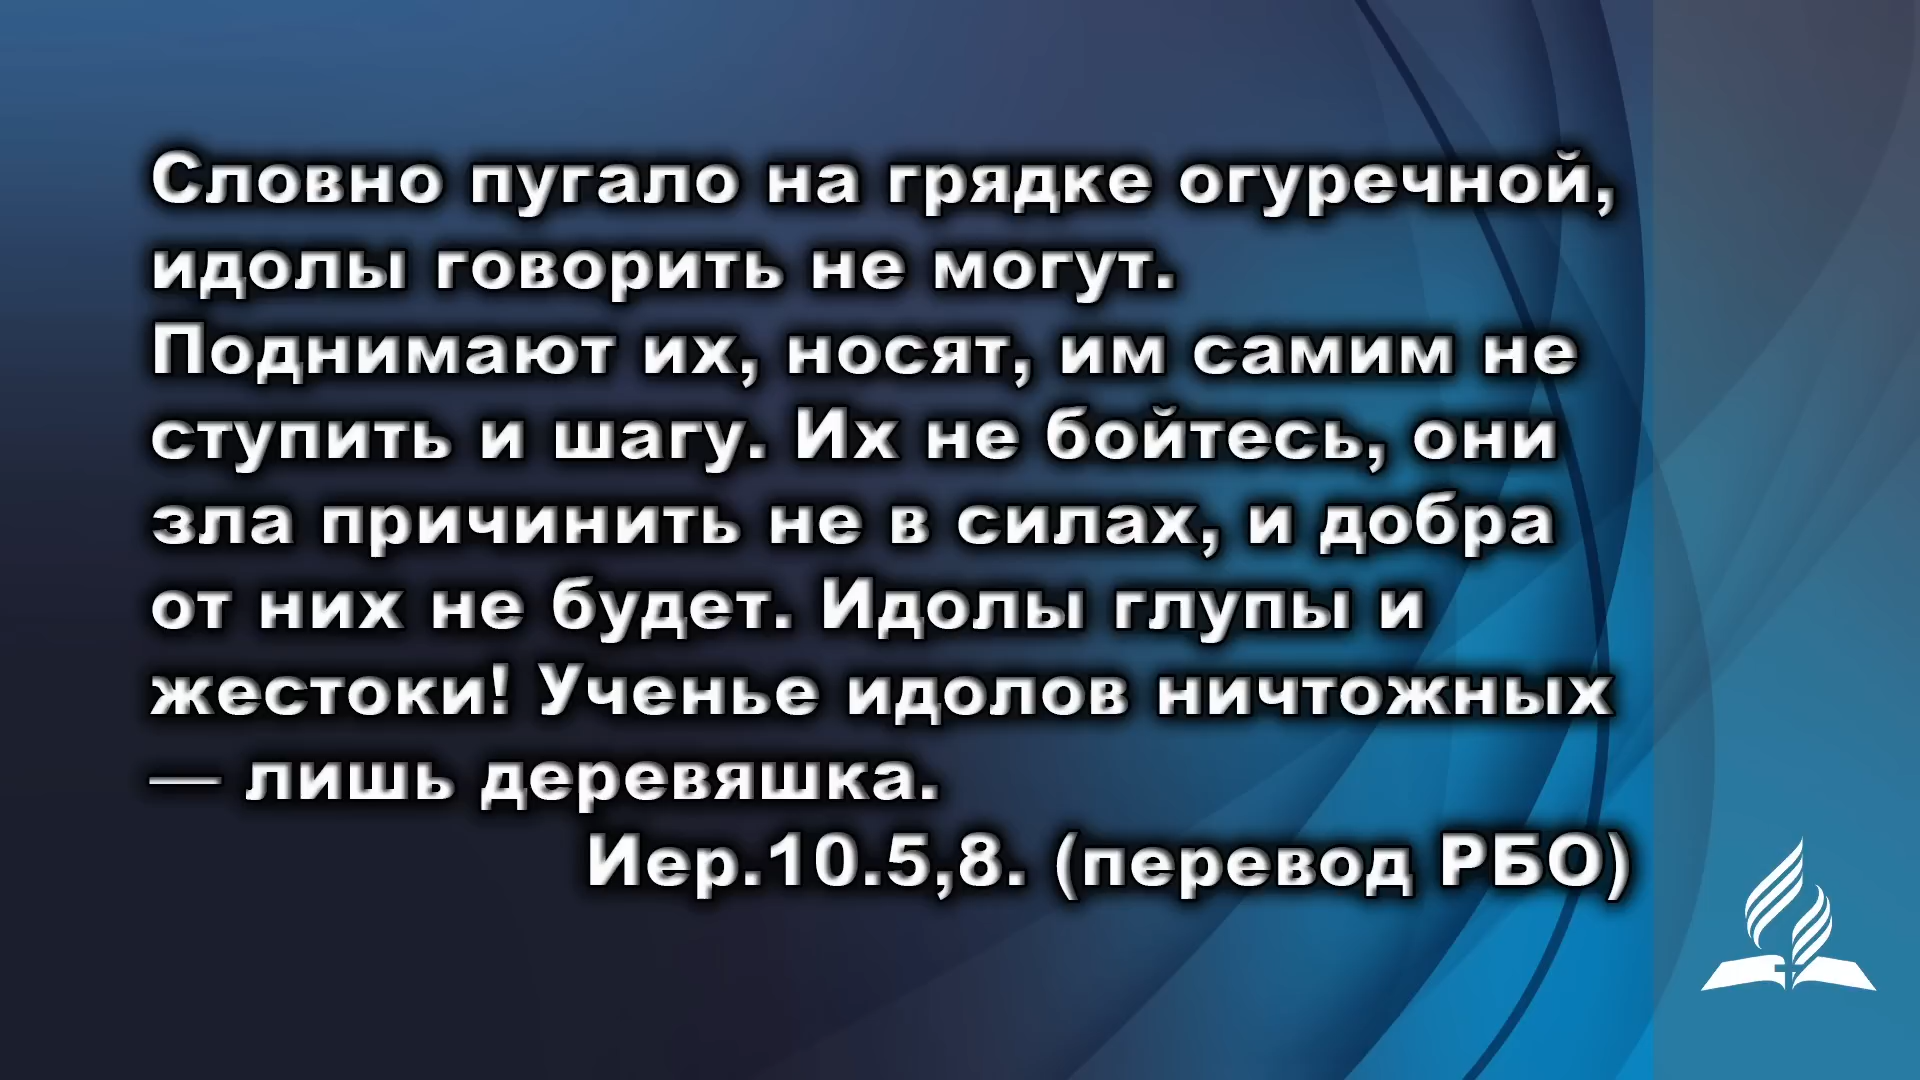 Словно пугало на грядке огуречной,
идолы говорить не могут.
Поднимают их, носят, им самим не
ступить и шагу. Их не бойтесь, они
зла причинить не в силах, и добра
от них не будет. Идолы глупы и
жестоки! Ученье идолов ничтожных
— лишь деревяшка.
Иер.10.5,8. (перевод РБО)